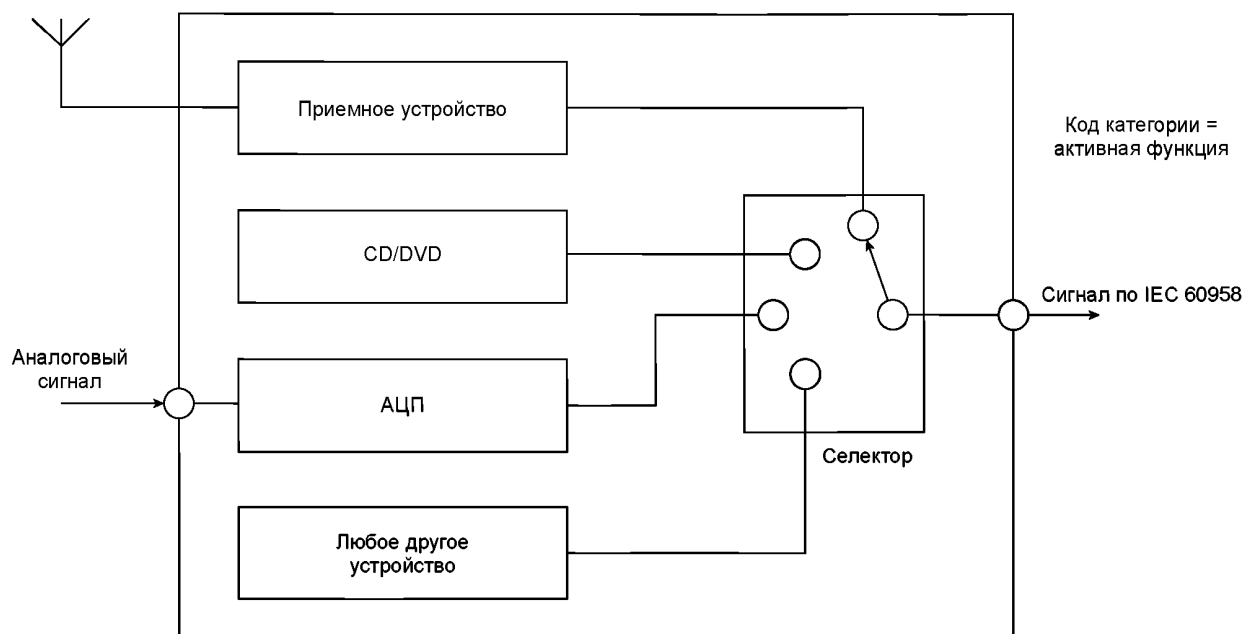 Приемное устройство
Код категории =
активная функция
CD/DVD
Сигнал по IEC 60958
Аналоговый
сигнал
АЦП
Селектор
Любое другое
устройство